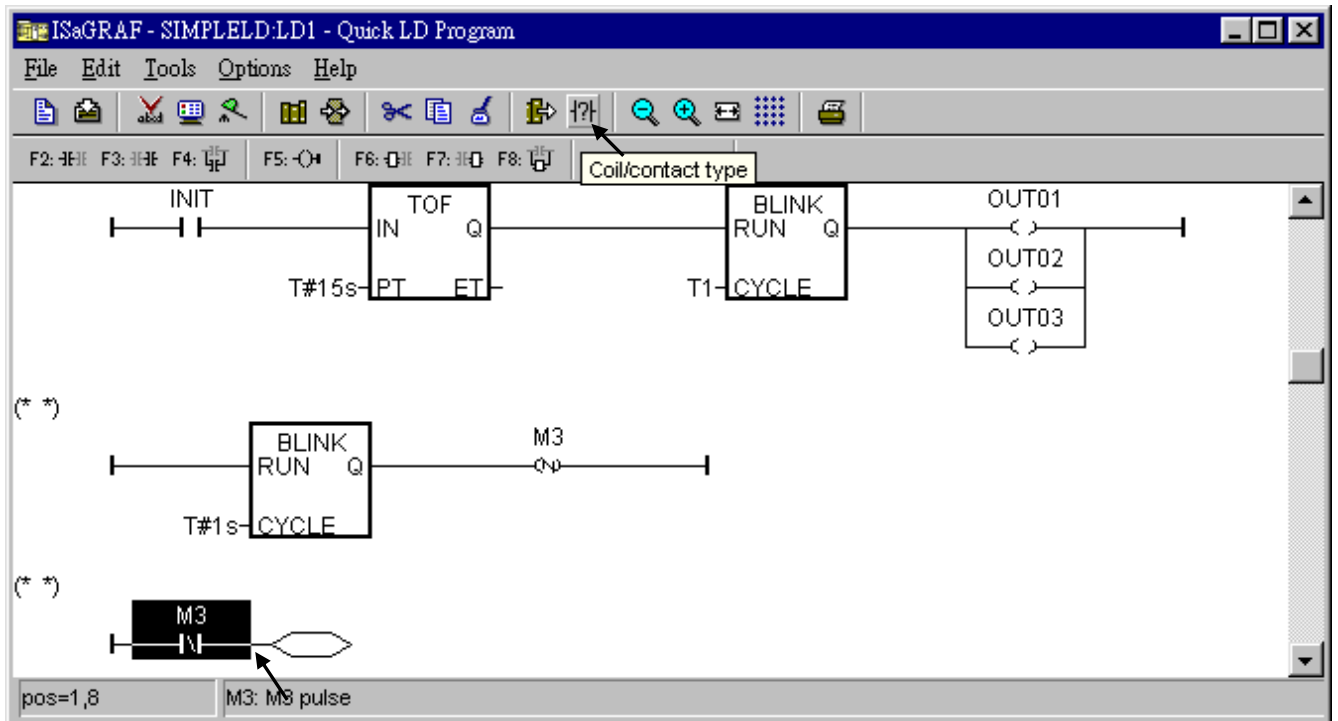 ISaGRAF - SIMPLELD:LD1 - Quick LD Program
File Edit Tools Options Help
abcd
F2: F3: F4: F5: F6: F7: F8:
Coil/contact type
INIT
TOF
IN Q
T#15s PT ET
BLINK
RUN Q
T1 CYCLE
OUT01
OUT02
OUT03
(* *)
BLINK
RUN Q
T#1s CYCLE
M3
N
(* *)
M3
pos=1,8
M3: M3 pulse